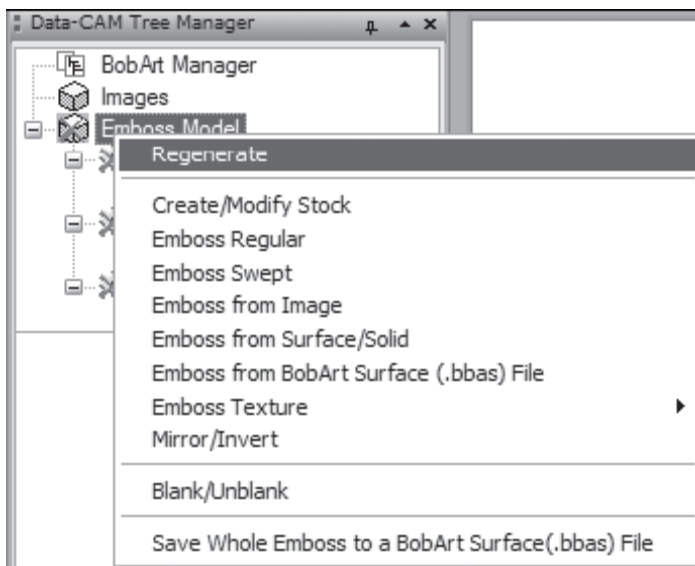 Data-CAM Tree Manager
BobArt Manager
Images
Emboss Model
Regenerate
Create/Modify Stock
Emboss Regular
Emboss Swept
Emboss from Image
Emboss from Surface/Solid
Emboss from BobArt Surface (.bbas) File
Emboss Texture
Mirror/Invert
Blank/Unblank
Save Whole Emboss to a BobArt Surface(.bbas) File